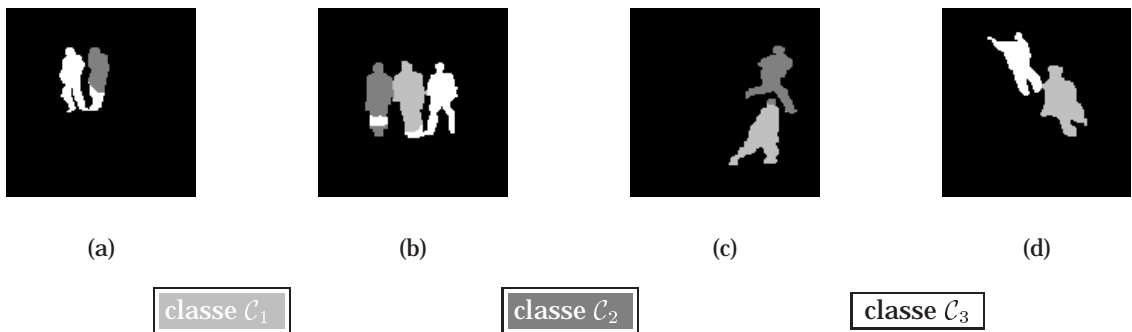 (a) (b) (c) (d)
classe C₁ classe C₂ classe C₃